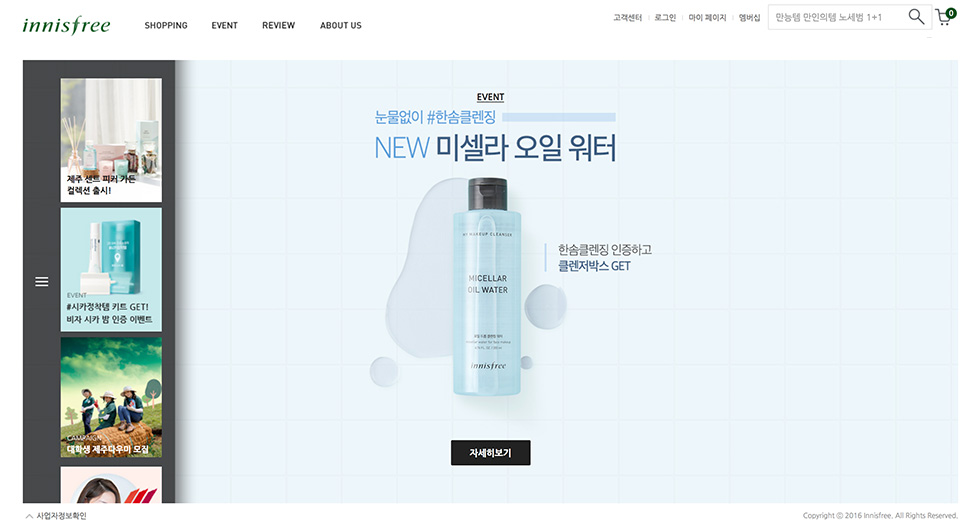 innisfree
SHOPPING
EVENT
REVIEW
ABOUT US
고객센터
로그인
마이 페이지
멤버십
만능템 만인의템 노세범 1+1
0
제주 센트 피커 가든
컬렉션 출시!
EVENT
#시카정착템 키트 GET!
비자 시카 밤 인증 이벤트
CAMPAIGN
대학생 제주다우미 모집
EVENT
눈물없이 #한솜클렌징
NEW 미셀라 오일 워터
MY MAKEUP CLEANSER
MICELLAR
OIL WATER
innisfree
한솜클렌징 인증하고
클렌저박스 GET
자세히보기
사업자정보확인
Copyright ⓒ 2016 Innisfree. All Rights Reserved.